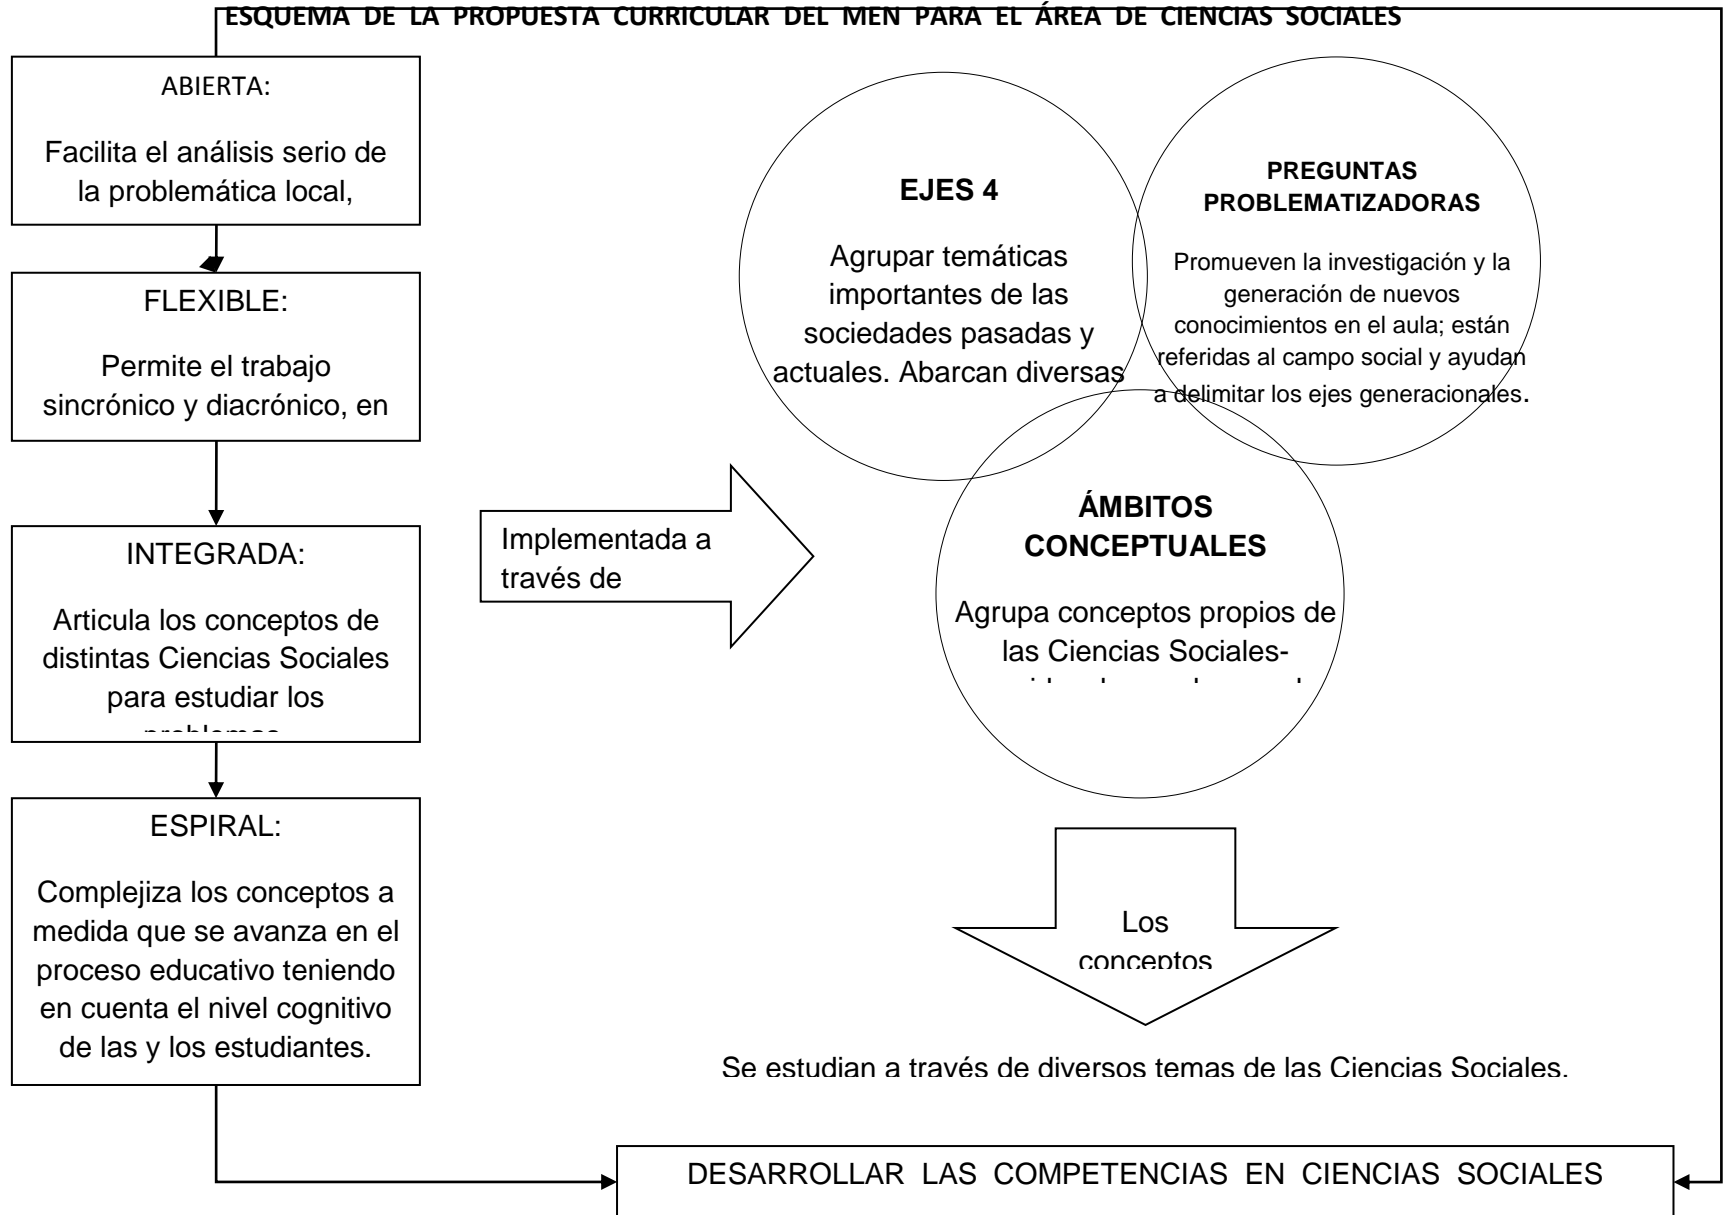 ESQUEMA DE LA PROPUESTA CURRICULAR DEL MEN PARA EL ÁREA DE CIENCIAS SOCIALES
ABIERTA:
Facilita el análisis serio de
la problemática local,
FLEXIBLE:
Permite el trabajo
sincrónico y diacrónico, en
INTEGRADA:
Articula los conceptos de
distintas Ciencias Sociales
para estudiar los
problemas
ESPIRAL:
Complejiza los conceptos a
medida que se avanza en el
proceso educativo teniendo
en cuenta el nivel cognitivo
de las y los estudiantes.
Implementada a
través de
EJES 4
Agrupar temáticas
importantes de las
sociedades pasadas y
actuales. Abarcan diversas
PREGUNTAS
PROBLEMATIZADORAS
Promueven la investigación y la
generación de nuevos
conocimientos en el aula; están
referidas al campo social y ayudan
a delimitar los ejes generacionales.
ÁMBITOS
CONCEPTUALES
Agrupa conceptos propios de
las Ciencias Sociales-
Los
conceptos
Se estudian a través de diversos temas de las Ciencias Sociales.
DESARROLLAR LAS COMPETENCIAS EN CIENCIAS SOCIALES